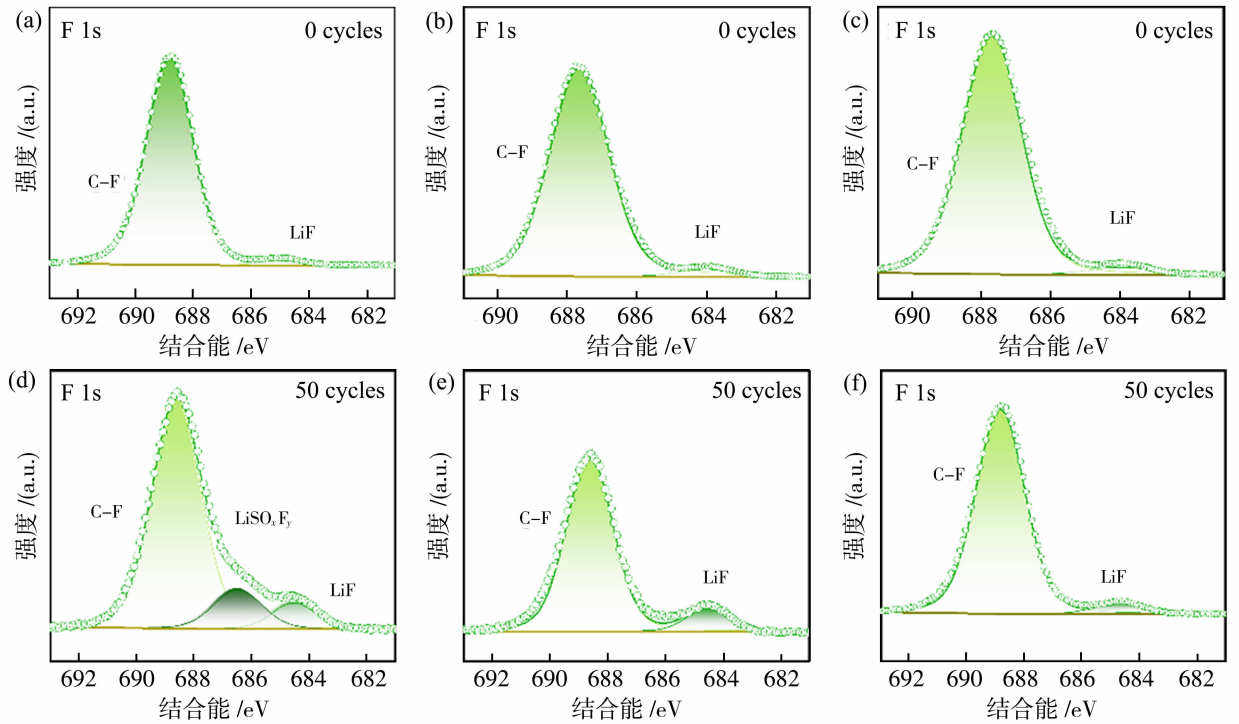 (a) F 1s 0 cycles
C-F
LiF
强度 /(a.u.)
692 690 688 686 684 682
结合能 /eV
(b) F 1s 0 cycles
C-F
LiF
强度 /(a.u.)
690 688 686 684 682
结合能 /eV
(c) F 1s 0 cycles
C-F
LiF
强度 /(a.u.)
690 688 686 684 682
结合能 /eV
(d) F 1s 50 cycles
C-F
LiSOxFy
LiF
强度 /(a.u.)
692 690 688 686 684 682
结合能 /eV
(e) F 1s 50 cycles
C-F
LiF
强度 /(a.u.)
692 690 688 686 684 682
结合能 /eV
(f) F 1s 50 cycles
C-F
LiF
强度 /(a.u.)
692 690 688 686 684 682
结合能 /eV